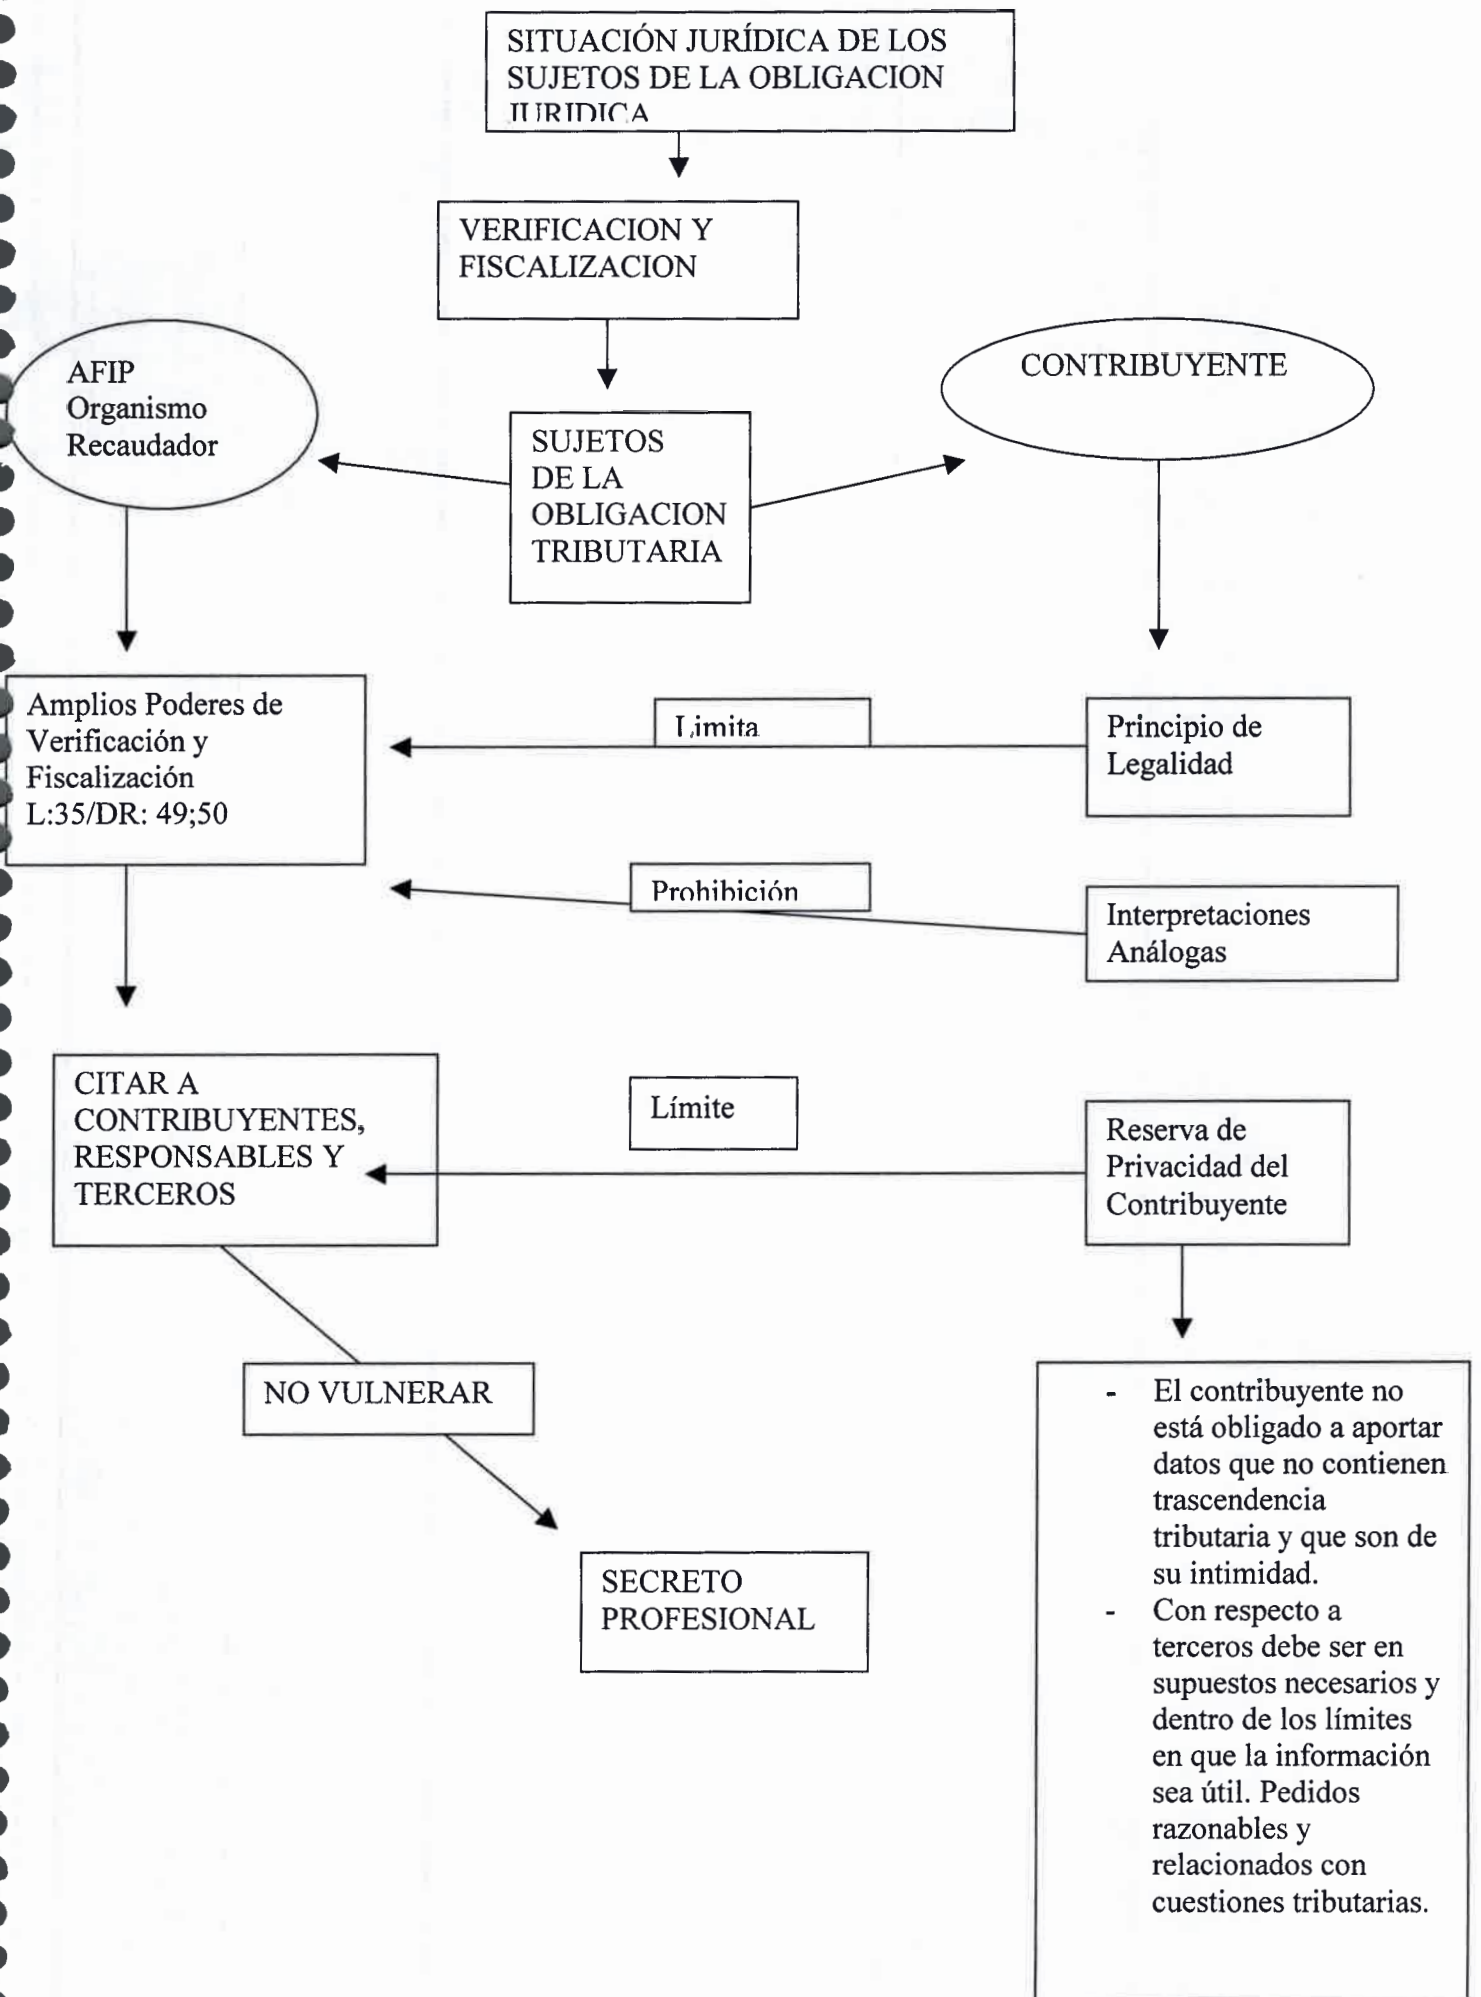 SITUACIÓN JURÍDICA DE LOS
SUJETOS DE LA OBLIGACION
JURIDICA
VERIFICACION Y
FISCALIZACION
AFIP
Organismo
Recaudador
CONTRIBUYENTE
SUJETOS
DE LA
OBLIGACION
TRIBUTARIA
Amplios Poderes de
Verificación y
Fiscalización
L:35/DR: 49;50
Limita
Principio de
Legalidad
Prohibición
Interpretaciones
Análogas
CITAR A
CONTRIBUYENTES,
RESPONSABLES Y
TERCEROS
Límite
Reserva de
Privacidad del
Contribuyente
NO VULNERAR
SECRETO
PROFESIONAL
- El contribuyente no
está obligado a aportar
datos que no contienen
trascendencia
tributaria y que son de
su intimidad.
- Con respecto a
terceros debe ser en
supuestos necesarios y
dentro de los límites
en que la información
sea útil. Pedidos
razonables y
relacionados con
cuestiones tributarias.